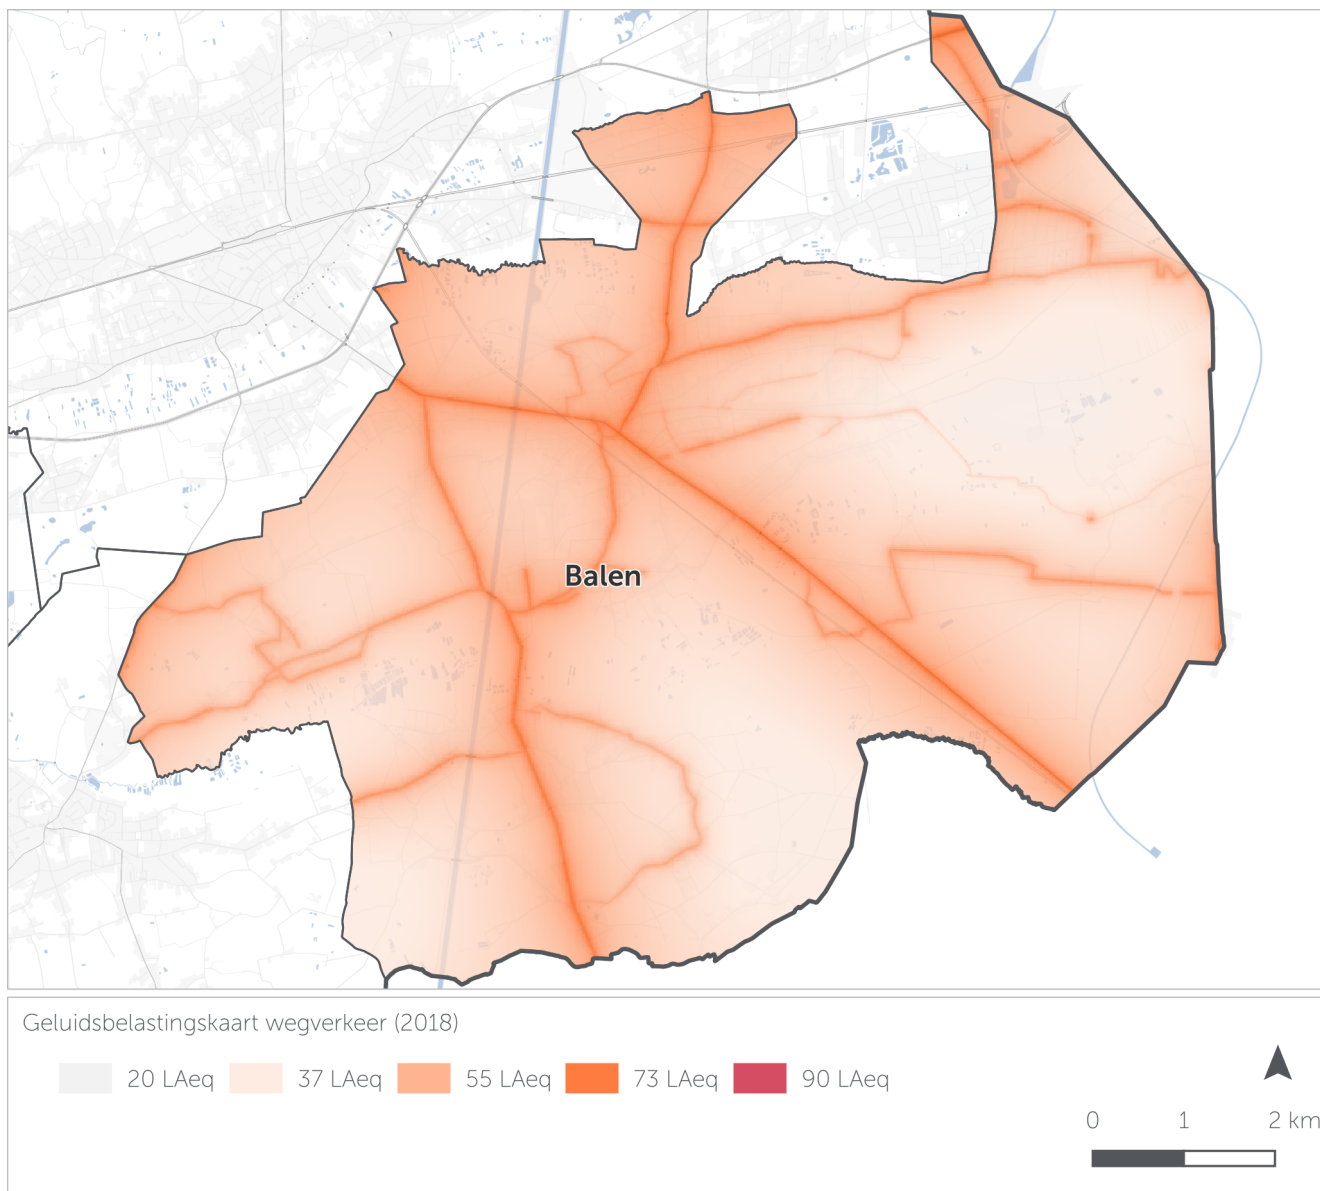 Balen
Geluidsbelastingskaart wegverkeer (2018)
20 LAeq 37 LAeq 55 LAeq 73 LAeq 90 LAeq
0 1 2 km